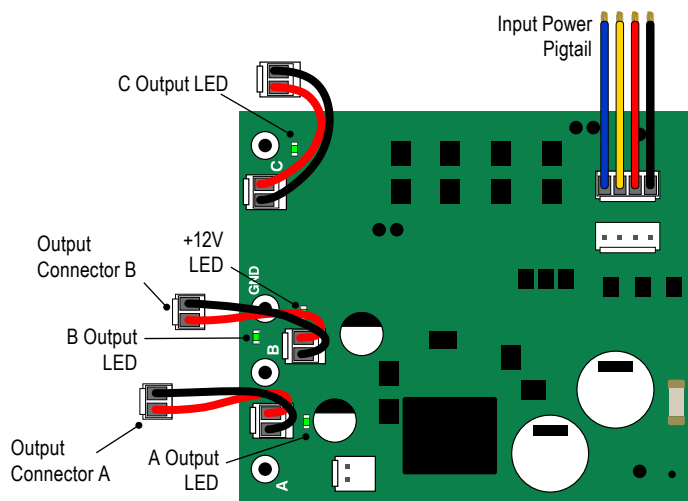 Input Power
Pigtail
C Output LED
C
+12V
LED
Output
Connector B
GND
B Output
LED
B
Output
Connector A
A Output
LED
A